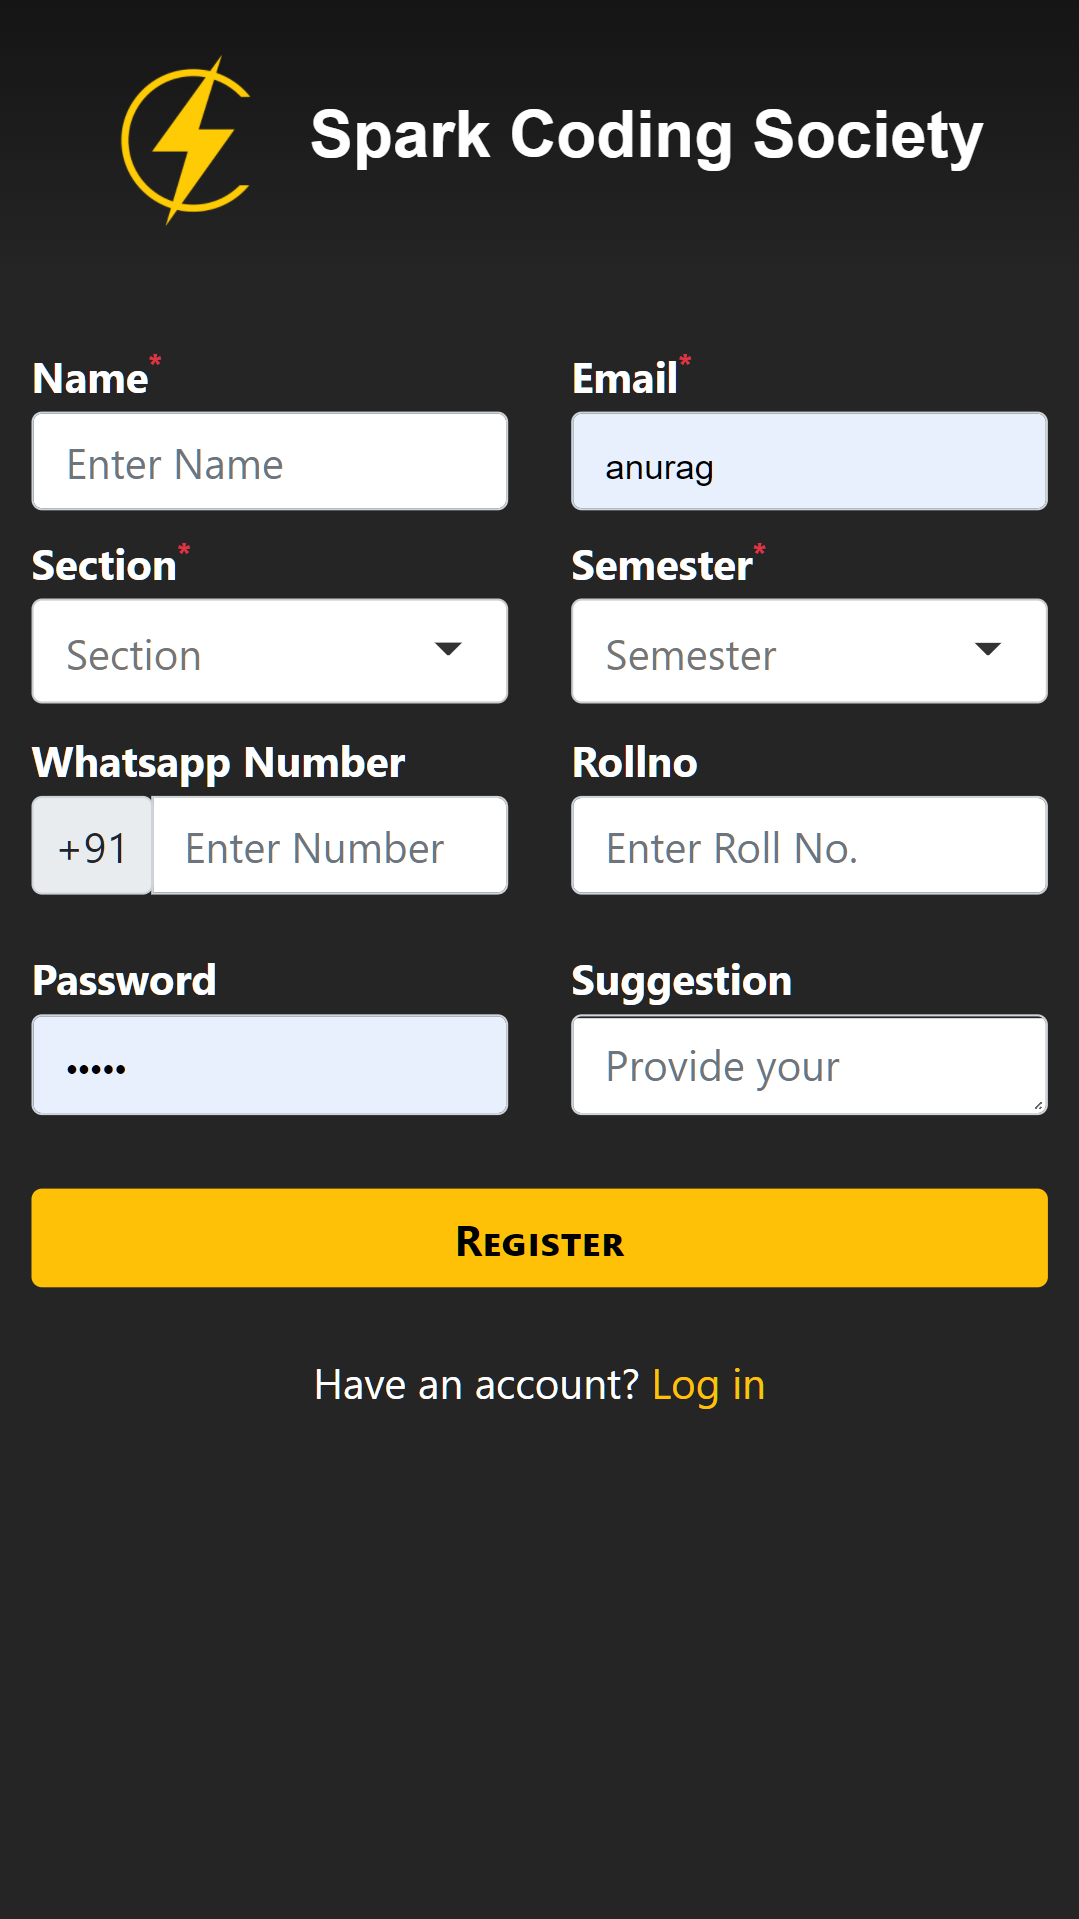 Spark Coding Society
Name* Email*
Enter Name anurag
Section* Semester*
Section Semester
Whatsapp Number Rollno
+91 Enter Number Enter Roll No.
Password Suggestion
••••• Provide your
Register
Have an account? Log in